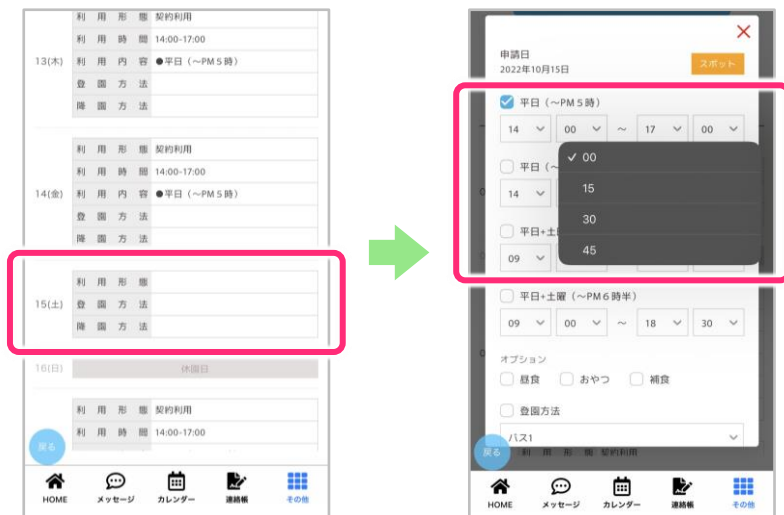 利用形態 契約利用
利用時間 14:00-17:00
13(木) 利用内容 ●平日（～PM５時）
登園方法
降園方法
利用形態 契約利用
利用時間 14:00-17:00
14(金) 利用内容 ●平日（～PM５時）
登園方法
降園方法
利用形態
15(土) 登園方法
降園方法
16(日) 休園日
利用形態 契約利用
利用時間 14:00-17:00
戻る
HOME メッセージ カレンダー 連絡帳 その他
申請日
2022年10月15日
スポット
平日（～PM５時）
14 00 ～ 17 00
平日（～
14
00
15
30
45
平日+土
09
平日+土曜（～PM６時半）
09 00 ～ 18 30
オプション
昼食 おやつ 補食
登園方法
バス1
戻る
利用形態 契約利用
HOME メッセージ カレンダー 連絡帳 その他